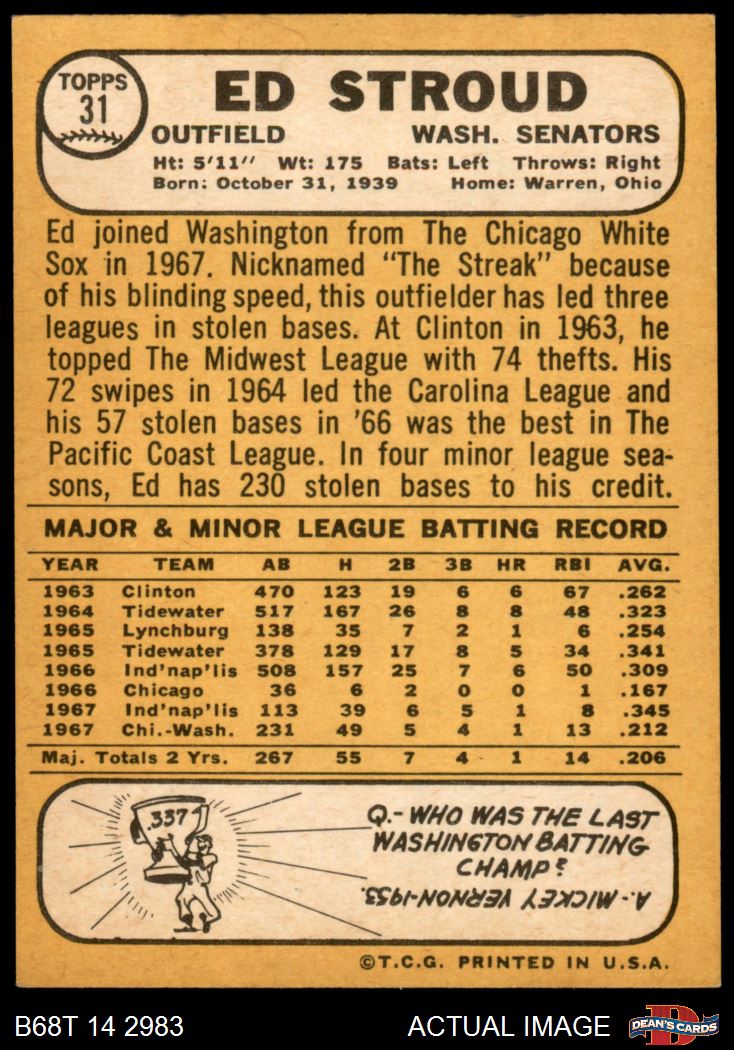 TOPPS
31
ED STROUD
OUTFIELD WASH. SENATORS
Ht: 5'11" Wt: 175 Bats: Left Throws: Right
Born: October 31, 1939 Home: Warren, Ohio
Ed joined Washington from The Chicago White
Sox in 1967. Nicknamed "The Streak" because
of his blinding speed, this outfielder has led three
leagues in stolen bases. At Clinton in 1963, he
topped The Midwest League with 74 thefts. His
72 swipes in 1964 led the Carolina League and
his 57 stolen bases in '66 was the best in The
Pacific Coast League. In four minor league sea-
sons, Ed has 230 stolen bases to his credit.
MAJOR & MINOR LEAGUE BATTING RECORD
YEAR TEAM AB H 2B 3B HR RBI AVG.
1963 Clinton 470 123 19 6 6 67 .262
1964 Tidewater 517 167 26 8 8 48 .323
1965 Lynchburg 138 35 7 2 1 6 .254
1965 Tidewater 378 129 17 8 5 34 .341
1966 Ind'nap'lis 508 157 25 7 6 50 .309
1966 Chicago 36 6 2 0 0 1 .167
1967 Ind'nap'lis 113 39 6 5 1 8 .345
1967 Chi.-Wash. 231 49 5 4 1 13 .212
Maj. Totals 2 Yrs. 267 55 7 4 1 14 .206
.337
Q.- WHO WAS THE LAST
WASHINGTON BATTING
CHAMP?
A.- MICKEY VERNON-1953.
©T.C.G. PRINTED IN U.S.A.
B68T 14 2983 ACTUAL IMAGE
D
DEAN'S CARDS